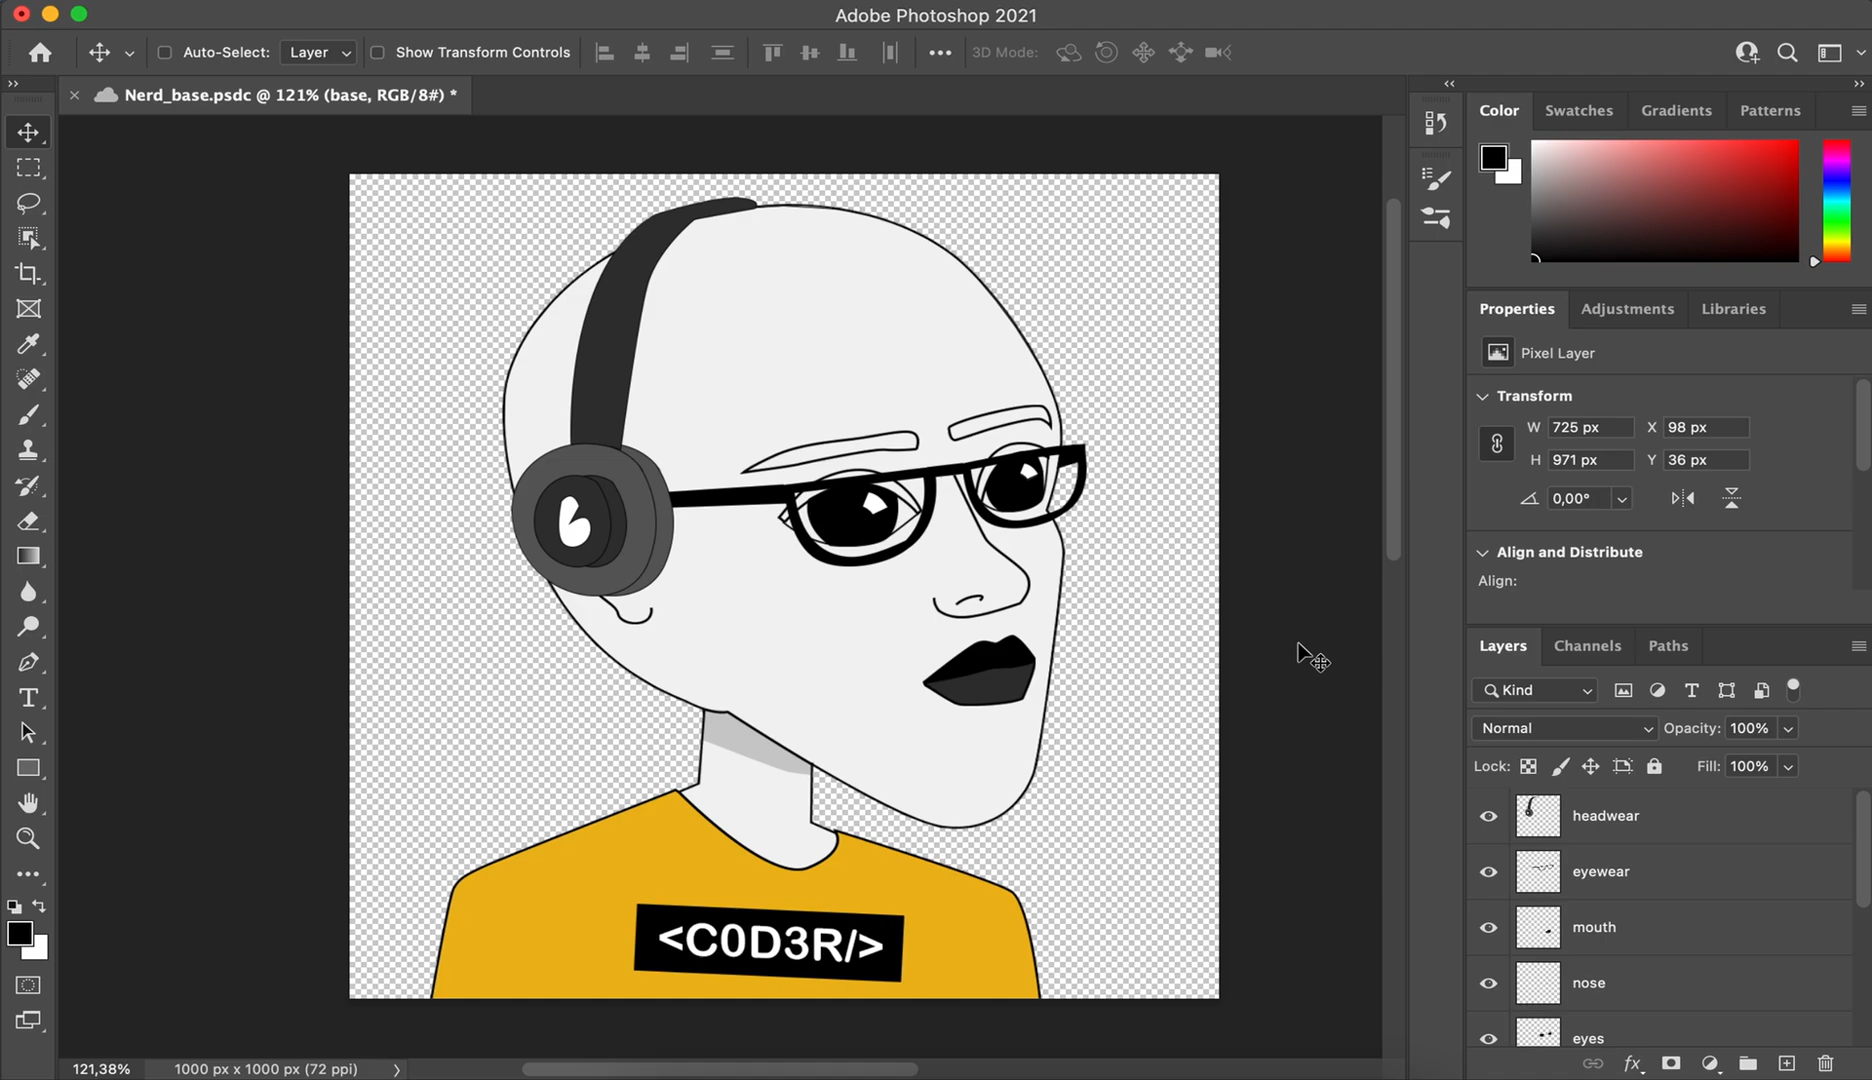 Adobe Photoshop 2021
Auto-Select: Layer Show Transform Controls 3D Mode:
Nerd_base.psdc @ 121% (base, RGB/8#) *
Color Swatches Gradients Patterns
Properties Adjustments Libraries
Pixel Layer
Transform
W 725 px X 98 px
H 971 px Y 36 px
0,00°
Align and Distribute
Align:
Layers Channels Paths
Kind
Normal Opacity: 100%
Lock: Fill: 100%
headwear
eyewear
mouth
nose
eyes
<C0D3R/>
121,38% 1000 px x 1000 px (72 ppi)